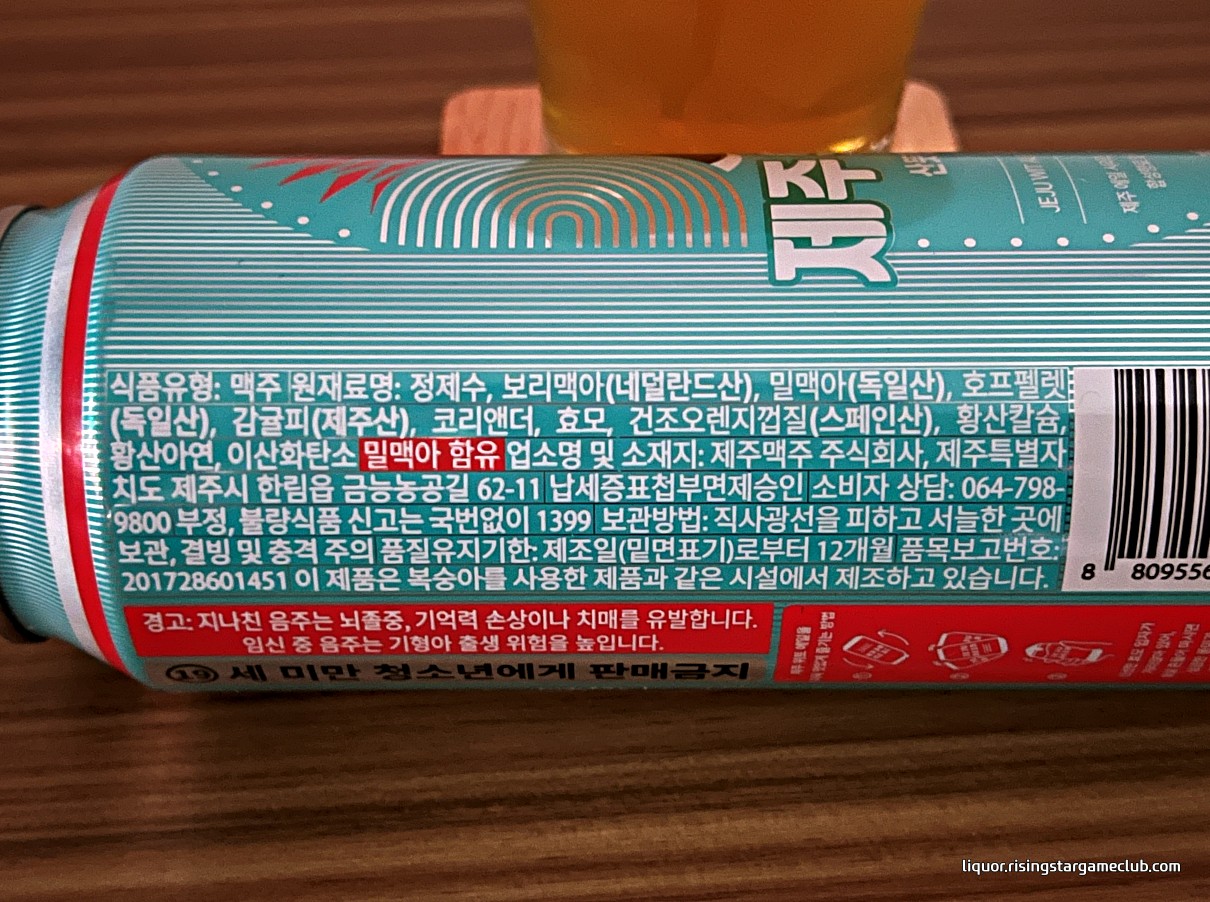 제주
JEJU WIT
제주
식품유형: 맥주 원재료명: 정제수, 보리맥아(네덜란드산), 밀맥아(독일산), 호프펠렛
(독일산), 감귤피(제주산), 코리앤더, 효모, 건조오렌지껍질(스페인산), 황산칼슘,
황산아연, 이산화탄소 밀맥아 함유 업소명 및 소재지: 제주맥주 주식회사, 제주특별자
치도 제주시 한림읍 금능농공길 62-11 납세증표첩부면제승인 소비자 상담: 064-798-
9800 부정, 불량식품 신고는 국번없이 1399 보관방법: 직사광선을 피하고 서늘한 곳에
보관, 결빙 및 충격 주의 품질유지기한: 제조일(밑면표기)로부터 12개월 품목보고번호:
201728601451 이 제품은 복숭아를 사용한 제품과 같은 시설에서 제조하고 있습니다.
8 809556
경고: 지나친 음주는 뇌졸중, 기억력 손상이나 치매를 유발합니다.
임신 중 음주는 기형아 출생 위험을 높입니다.
19 세 미만 청소년에게 판매금지
liquor.risingstargameclub.com